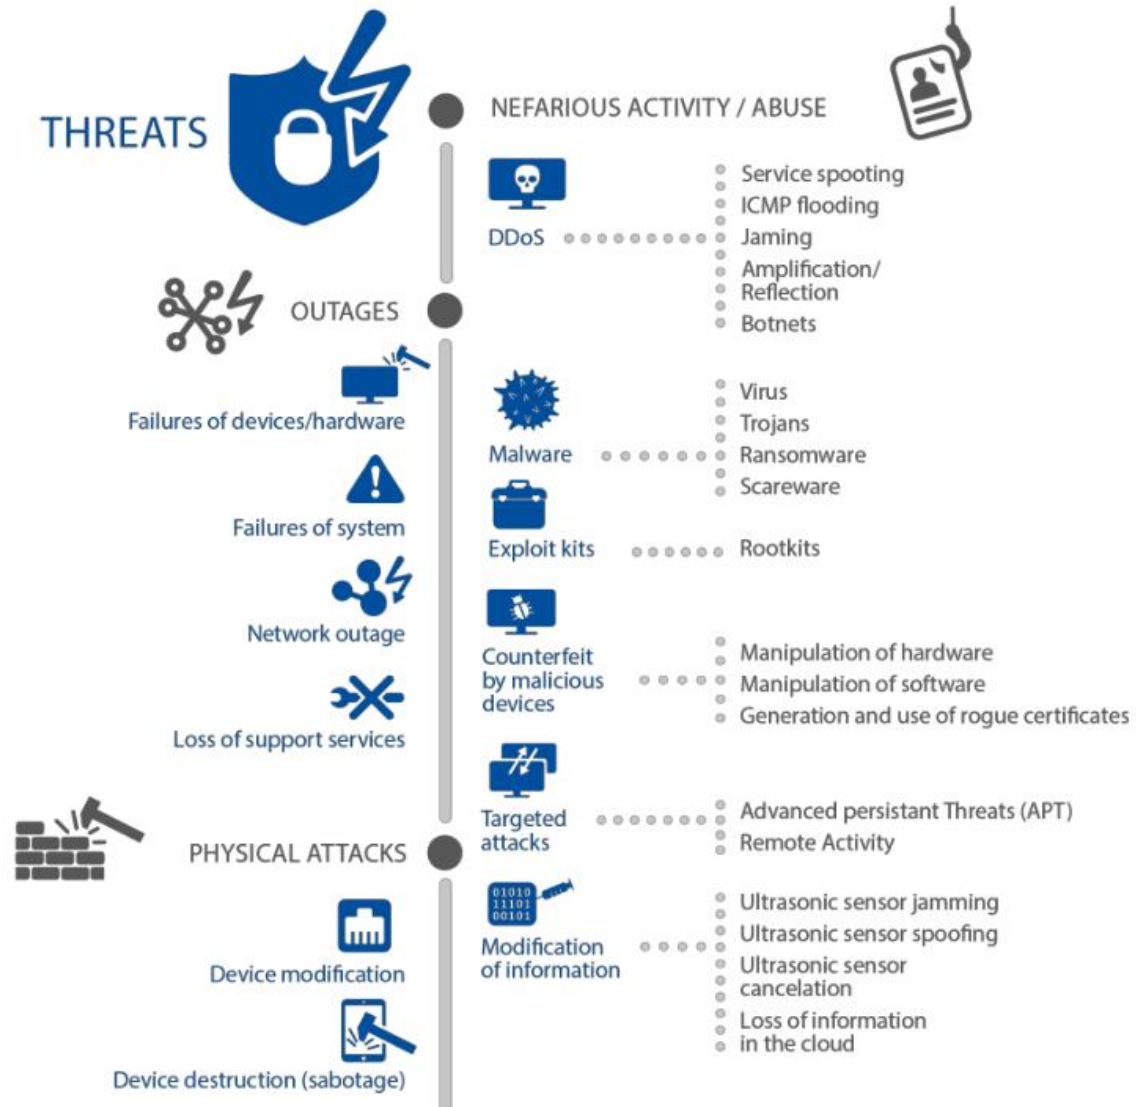 THREATS
NEFARIOUS ACTIVITY / ABUSE
DDoS
Service spooting
ICMP flooding
Jaming
Amplification/
Reflection
Botnets
OUTAGES
Failures of devices/hardware
Failures of system
Network outage
Loss of support services
Malware
Virus
Trojans
Ransomware
Scareware
Exploit kits
Rootkits
Counterfeit
by malicious
devices
Manipulation of hardware
Manipulation of software
Generation and use of rogue certificates
Targeted
attacks
Advanced persistant Threats (APT)
Remote Activity
PHYSICAL ATTACKS
Device modification
Device destruction (sabotage)
01010
11101
00101
Modification
of information
Ultrasonic sensor jamming
Ultrasonic sensor spoofing
Ultrasonic sensor
cancelation
Loss of information
in the cloud